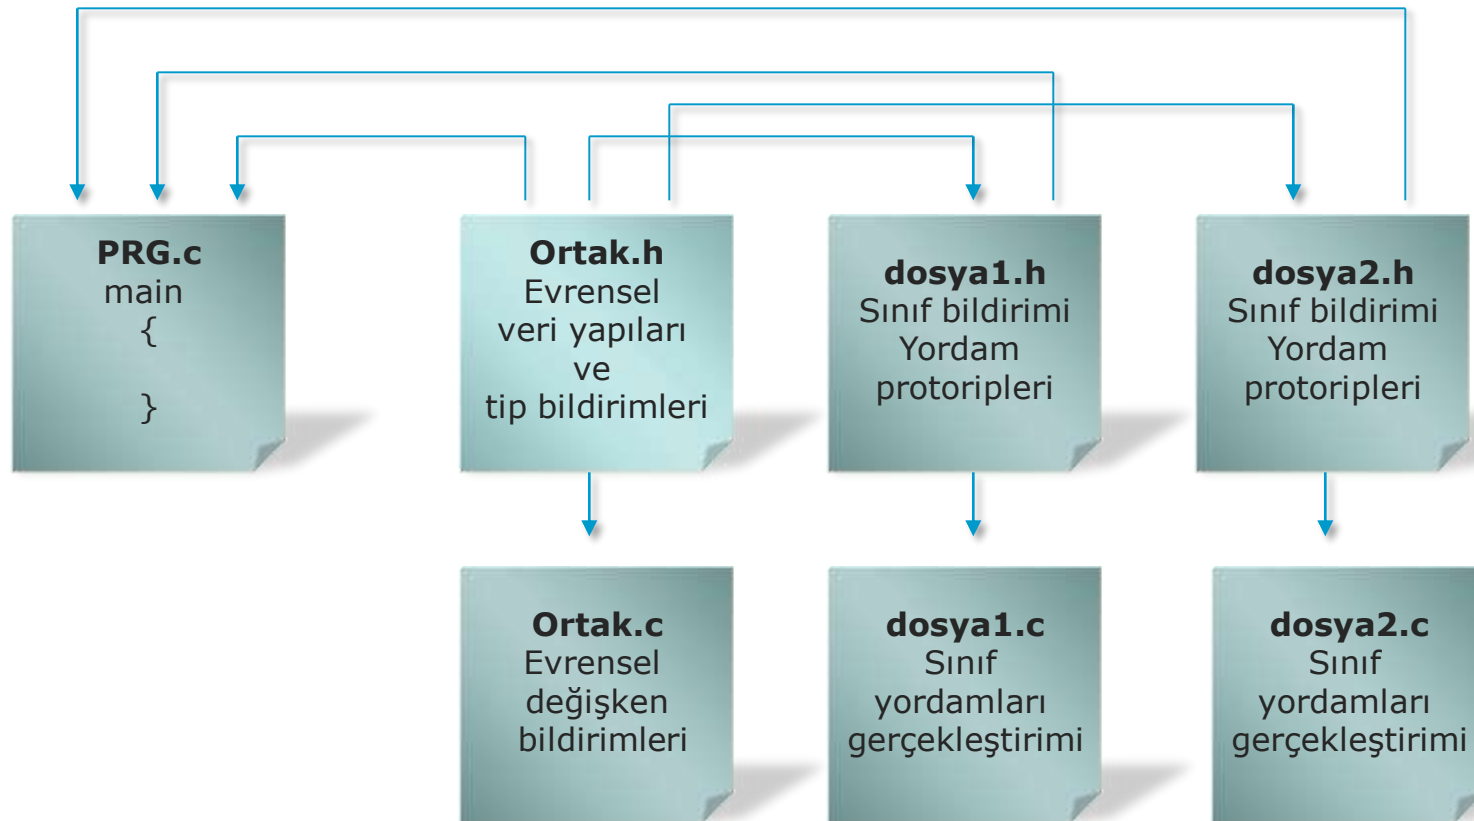 PRG.c
main
{
}
Ortak.h
Evrensel
veri yapıları
ve
tip bildirimleri
dosya1.h
Sınıf bildirimi
Yordam
protoripleri
dosya2.h
Sınıf bildirimi
Yordam
protoripleri
Ortak.c
Evrensel
değişken
bildirimleri
dosya1.c
Sınıf
yordamları
gerçekleştirimi
dosya2.c
Sınıf
yordamları
gerçekleştirimi